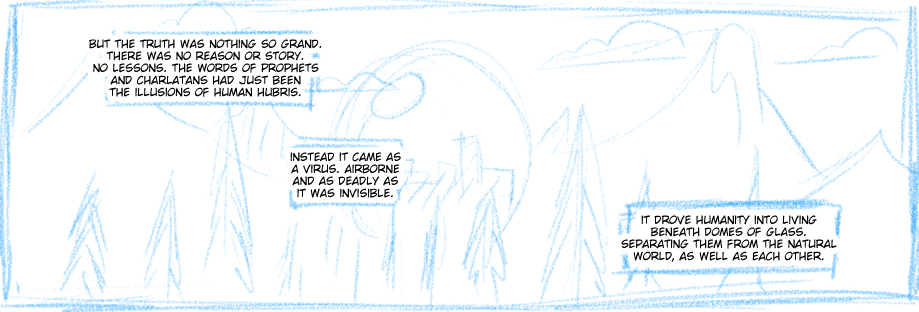 BUT THE TRUTH WAS NOTHING SO GRAND.
THERE WAS NO REASON OR STORY.
NO LESSONS. THE WORDS OF PROPHETS
AND CHARLATANS HAD JUST BEEN
THE ILLUSIONS OF HUMAN HUBRIS.
INSTEAD IT CAME AS
A VIRUS. AIRBORNE
AND AS DEADLY AS
IT WAS INVISIBLE.
IT DROVE HUMANITY INTO LIVING
BENEATH DOMES OF GLASS.
SEPARATING THEM FROM THE NATURAL
WORLD, AS WELL AS EACH OTHER.